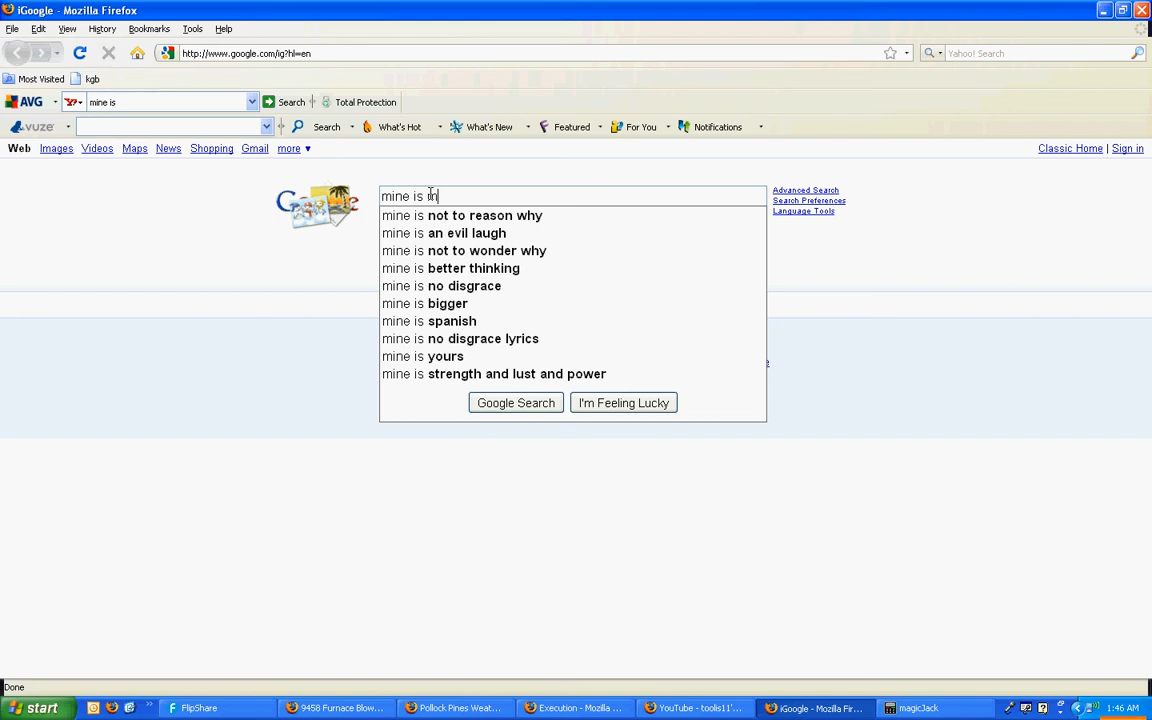 iGoogle - Mozilla Firefox
File Edit View History Bookmarks Tools Help
http://www.google.com/ig?hl=en
Yahoo! Search
Most Visited kgb
AVG Y! mine is Search Total Protection
vuze Search What's Hot What's New Featured For You Notifications
Web Images Videos Maps News Shopping Gmail more ▼ Classic Home | Sign in
mine is m
Advanced Search
Search Preferences
Language Tools
mine is not to reason why
mine is an evil laugh
mine is not to wonder why
mine is better thinking
mine is no disgrace
mine is bigger
mine is spanish
mine is no disgrace lyrics
mine is yours
mine is strength and lust and power
Google Search I'm Feeling Lucky
Done
start FlipShare 9458 Furnace Blow... Pollock Pines Weat... Execution - Mozilla ... YouTube - toolis11'... iGoogle - Mozilla Fir... magicJack 1:46 AM